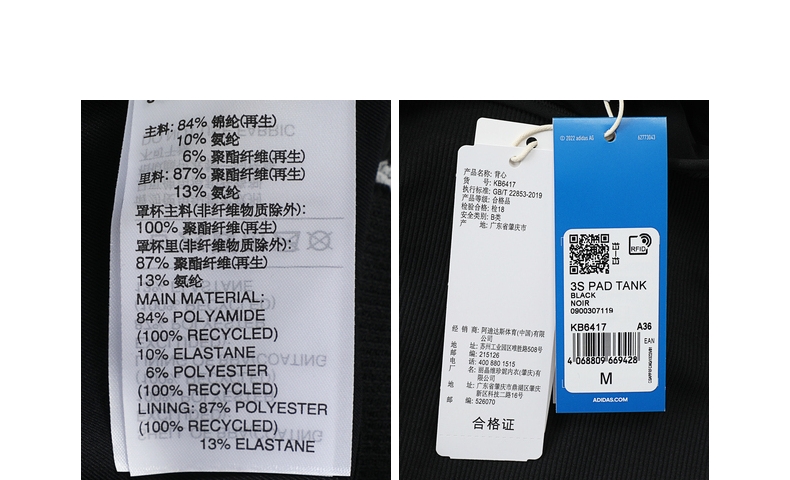 主料: 84% 锦纶(再生)
10% 氨纶
6% 聚酯纤维(再生)
里料: 87% 聚酯纤维(再生)
13% 氨纶
罩杯主料(非纤维物质除外):
100% 聚酯纤维(再生)
罩杯里(非纤维物质除外):
87% 聚酯纤维(再生)
13% 氨纶
MAIN MATERIAL:
84% POLYAMIDE
(100% RECYCLED)
10% ELASTANE
6% POLYESTER
(100% RECYCLED)
LINING: 87% POLYESTER
(100% RECYCLED)
13% ELASTANE
产品名称: 背心
货 号: KB6417
执行标准: GB/T 22853-2019
产品等级: 合格品
检验合格: 检18
安全类别: B类
产 地: 广东省肇庆市
经 销 商: 阿迪达斯体育(中国)有限
公司
地 址: 苏州工业园区唯胜路508号
邮 编: 215126
电 话: 400 880 1515
厂 名: 丽晶维珍妮内衣(肇庆)有
限公司
地 址: 广东省肇庆市鼎湖区肇庆
新区科技二路16号
邮 编: 526070
合格证
© 2022 adidas AG
62773043
RFID
3S PAD TANK
BLACK
NOIR
0900307119
KB6417
A36
EAN
4 068809 669428
M
ADIDAS.COM